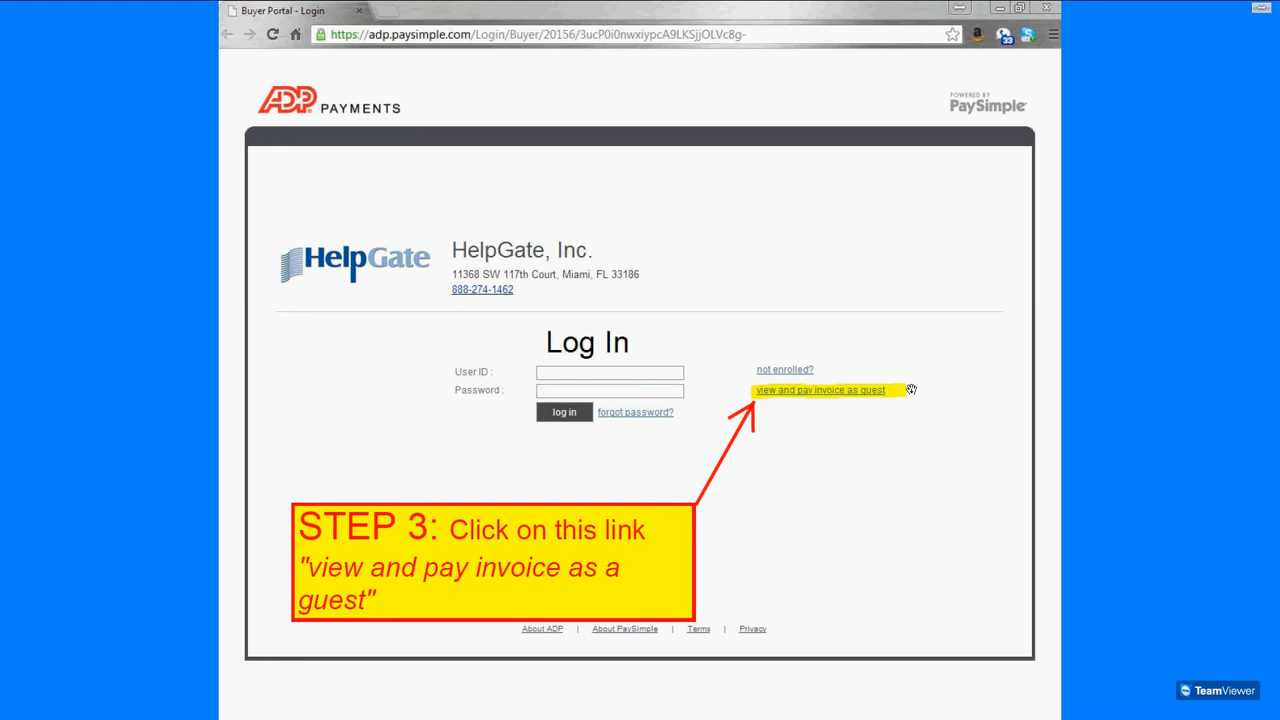 Buyer Portal - Login
https://adp.paysimple.com/Login/Buyer/20156/3ucP0i0nwxiypcA9LKSjjOLVc8g-
33
ADP PAYMENTS
POWERED BY
PaySimple
HelpGate
HelpGate, Inc.
11368 SW 117th Court, Miami, FL 33186
888-274-1462
Log In
User ID :
not enrolled?
Password :
view and pay invoice as guest
log in
forgot password?
STEP 3: Click on this link
"view and pay invoice as a
guest"
About ADP | About PaySimple | Terms | Privacy
TeamViewer